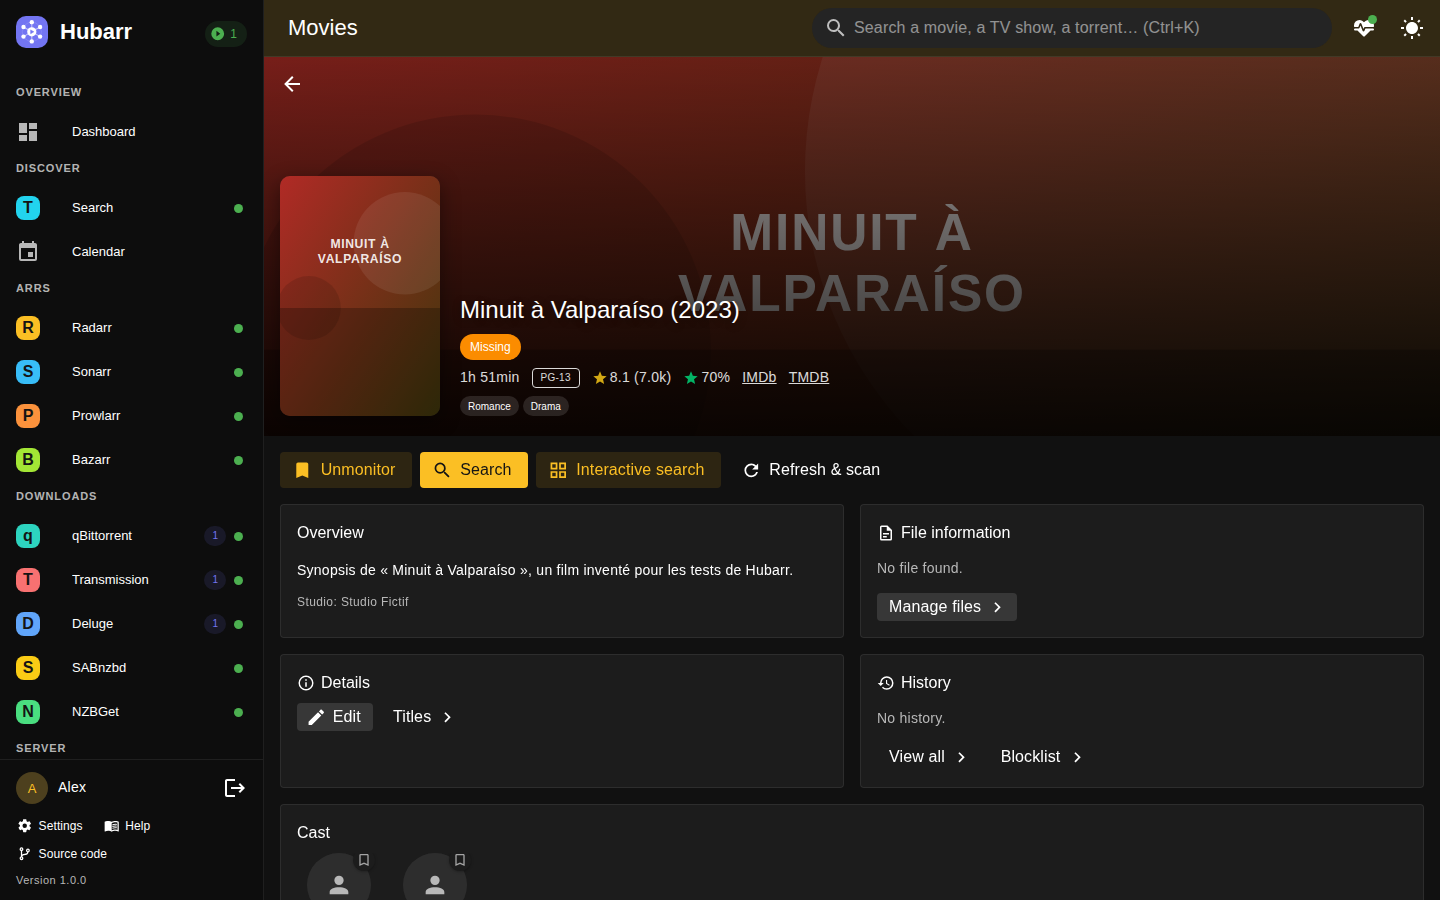 Hubarr
1
OVERVIEW
Dashboard
DISCOVER
T Search
Calendar
ARRS
R Radarr
S Sonarr
P Prowlarr
B Bazarr
DOWNLOADS
q qBittorrent 1
T Transmission 1
D Deluge 1
S SABnzbd
N NZBGet
SERVER
A Alex
Settings Help
Source code
Version 1.0.0
Movies
Search a movie, a TV show, a torrent… (Ctrl+K)
MINUIT À
VALPARAÍSO
MINUIT À
VALPARAÍSO
Minuit à Valparaíso (2023)
Missing
1h 51min PG-13 8.1 (7.0k) 70% IMDb TMDB
Romance Drama
Unmonitor Search Interactive search Refresh & scan
Overview
Synopsis de « Minuit à Valparaíso », un film inventé pour les tests de Hubarr.
Studio: Studio Fictif
File information
No file found.
Manage files
Details
Edit Titles
History
No history.
View all Blocklist
Cast